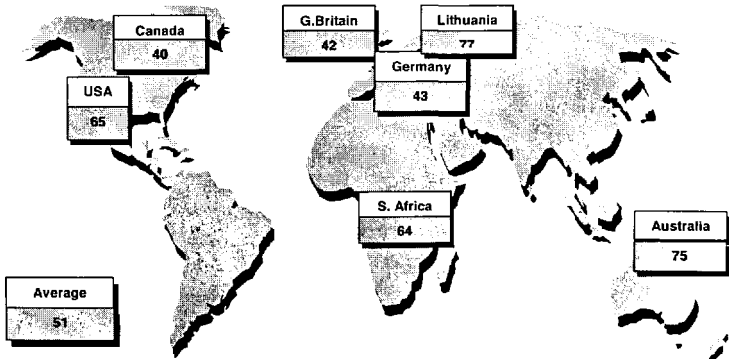 Canada
40
G.Britain
42
Lithuania
77
Germany
43
USA
65
S. Africa
64
Australia
75
Average
51